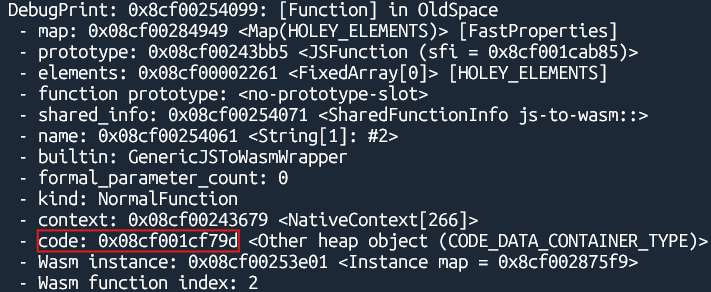 DebugPrint: 0x8cf00254099: [Function] in OldSpace
- map: 0x08cf00284949 <Map(HOLEY_ELEMENTS)> [FastProperties]
- prototype: 0x08cf00243bb5 <JSFunction (sfi = 0x8cf001cab85)>
- elements: 0x08cf00002261 <FixedArray[0]> [HOLEY_ELEMENTS]
- function prototype: <no-prototype-slot>
- shared_info: 0x08cf00254071 <SharedFunctionInfo js-to-wasm::>
- name: 0x08cf00254061 <String[1]: #2>
- builtin: GenericJSToWasmWrapper
- formal_parameter_count: 0
- kind: NormalFunction
- context: 0x08cf00243679 <NativeContext[266]>
- code: 0x08cf001cf79d <Other heap object (CODE_DATA_CONTAINER_TYPE)>
- Wasm instance: 0x08cf00253e01 <Instance map = 0x8cf002875f9>
- Wasm function index: 2